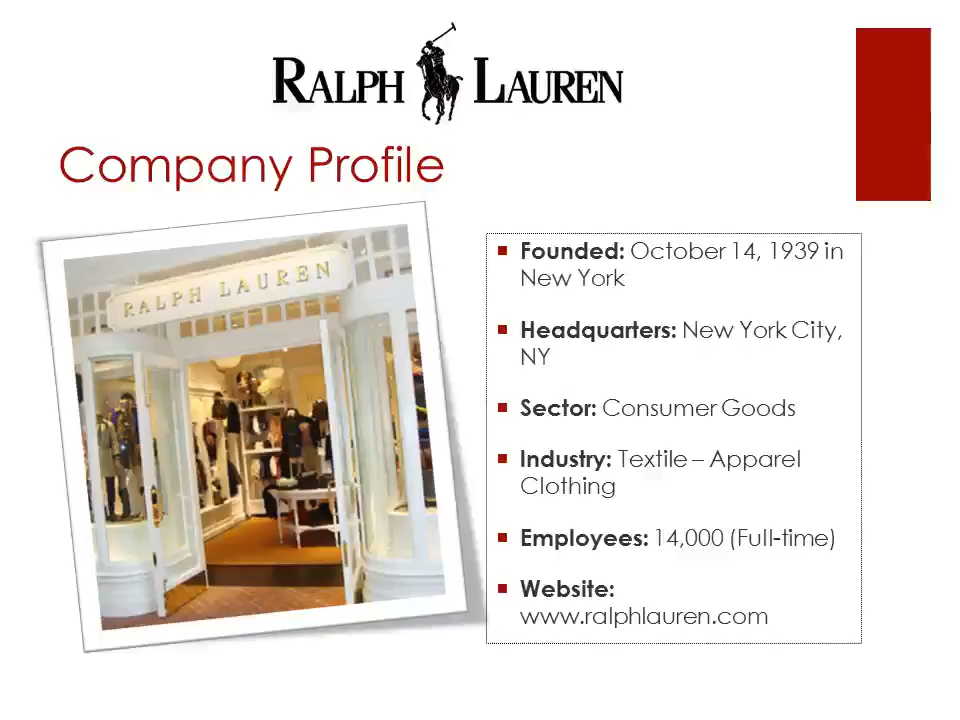 RALPH LAUREN
Company Profile
RALPH LAUREN
▪ Founded: October 14, 1939 in
New York
▪ Headquarters: New York City,
NY
▪ Sector: Consumer Goods
▪ Industry: Textile – Apparel
Clothing
▪ Employees: 14,000 (Full-time)
▪ Website:
www.ralphlauren.com